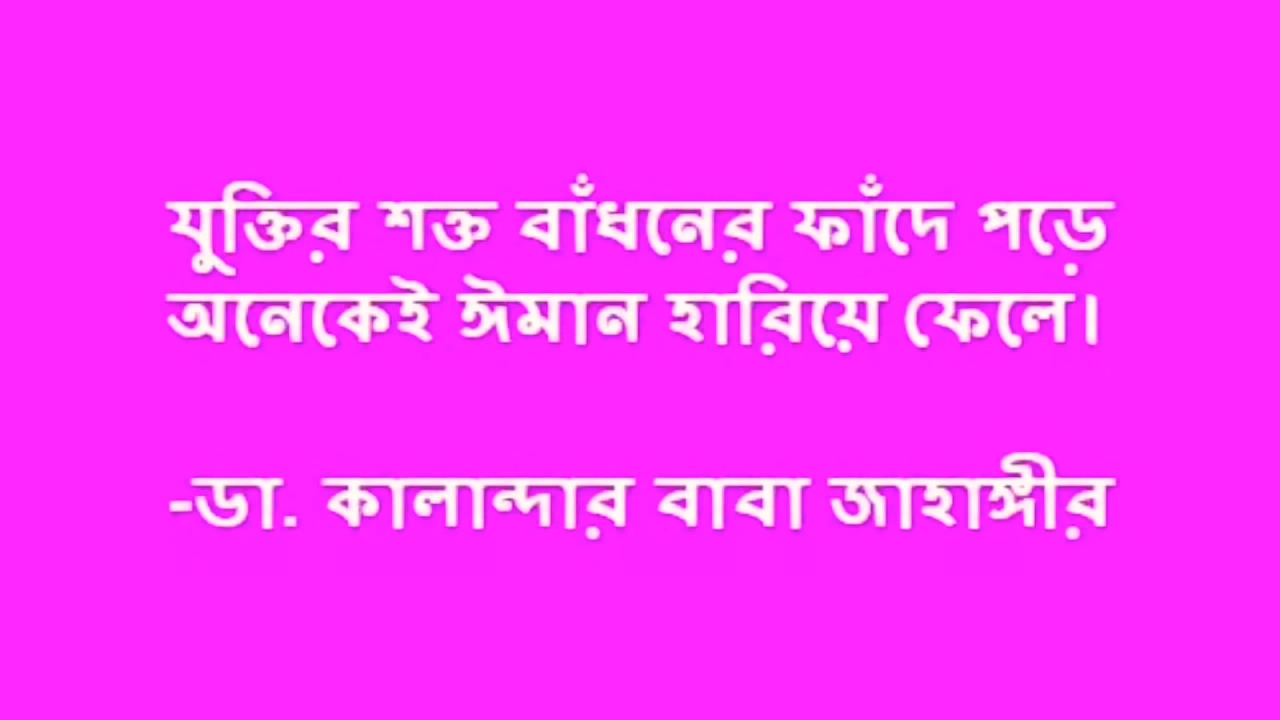 যুক্তির শক্ত বাঁধনের ফাঁদে পড়ে
অনেকেই ঈমান হারিয়ে ফেলে।
-ডা. কালান্দার বাবা জাহাঙ্গীর